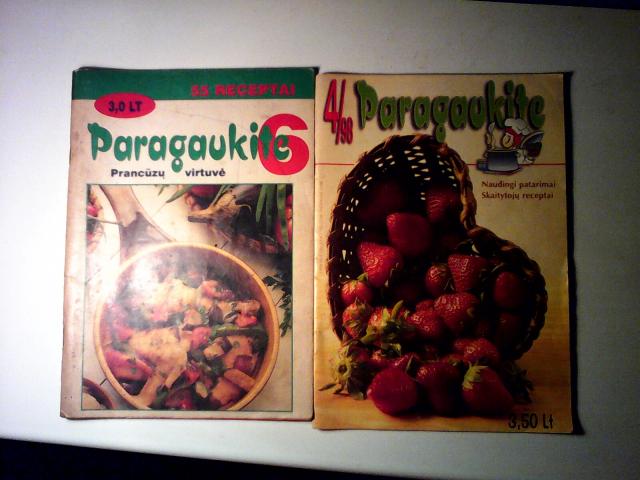 55 RECEPTAI
3,0 LT
Paragaukite
6
Prancūzų virtuvė
4/98
Paragaukite
Naudingi patarimai
Skaitytojų receptai
3,50 Lt